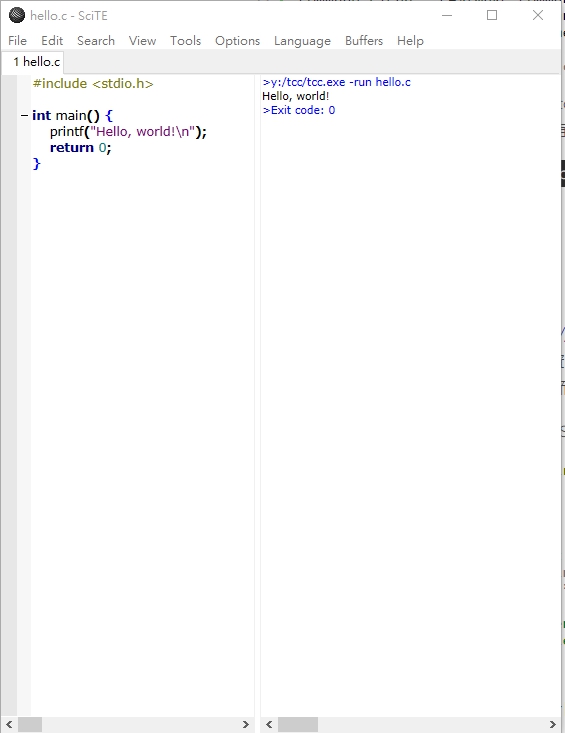 hello.c - SciTE
File Edit Search View Tools Options Language Buffers Help
1 hello.c
#include <stdio.h>
int main() {
printf("Hello, world!\n");
return 0;
}
>y:/tcc/tcc.exe -run hello.c
Hello, world!
>Exit code: 0